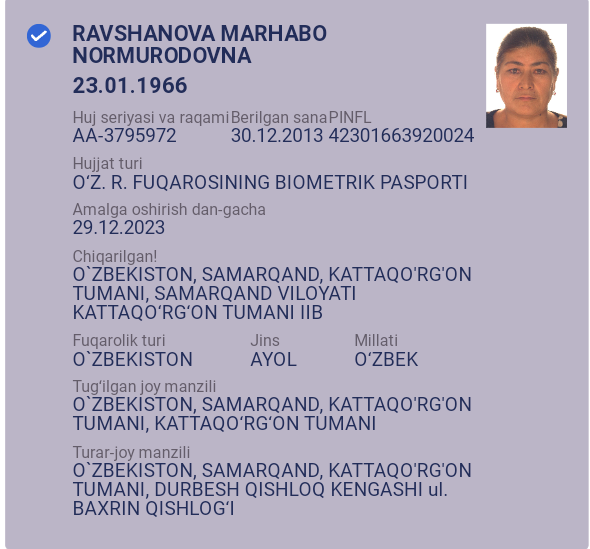 RAVSHANOVA MARHABO
NORMURODOVNA
23.01.1966
Huj seriyasi va raqami Berilgan sana PINFL
AA-3795972 30.12.2013 42301663920024
Hujjat turi
O‘Z. R. FUQAROSINING BIOMETRIK PASPORTI
Amalga oshirish dan-gacha
29.12.2023
Chiqarilgan!
O`ZBEKISTON, SAMARQAND, KATTAQO'RG'ON
TUMANI, SAMARQAND VILOYATI
KATTAQO‘RG‘ON TUMANI IIB
Fuqarolik turi Jins Millati
O`ZBEKISTON AYOL O‘ZBEK
Tug‘ilgan joy manzili
O`ZBEKISTON, SAMARQAND, KATTAQO'RG'ON
TUMANI, KATTAQO‘RG‘ON TUMANI
Turar-joy manzili
O`ZBEKISTON, SAMARQAND, KATTAQO'RG'ON
TUMANI, DURBESH QISHLOQ KENGASHI ul.
BAXRIN QISHLOG‘I